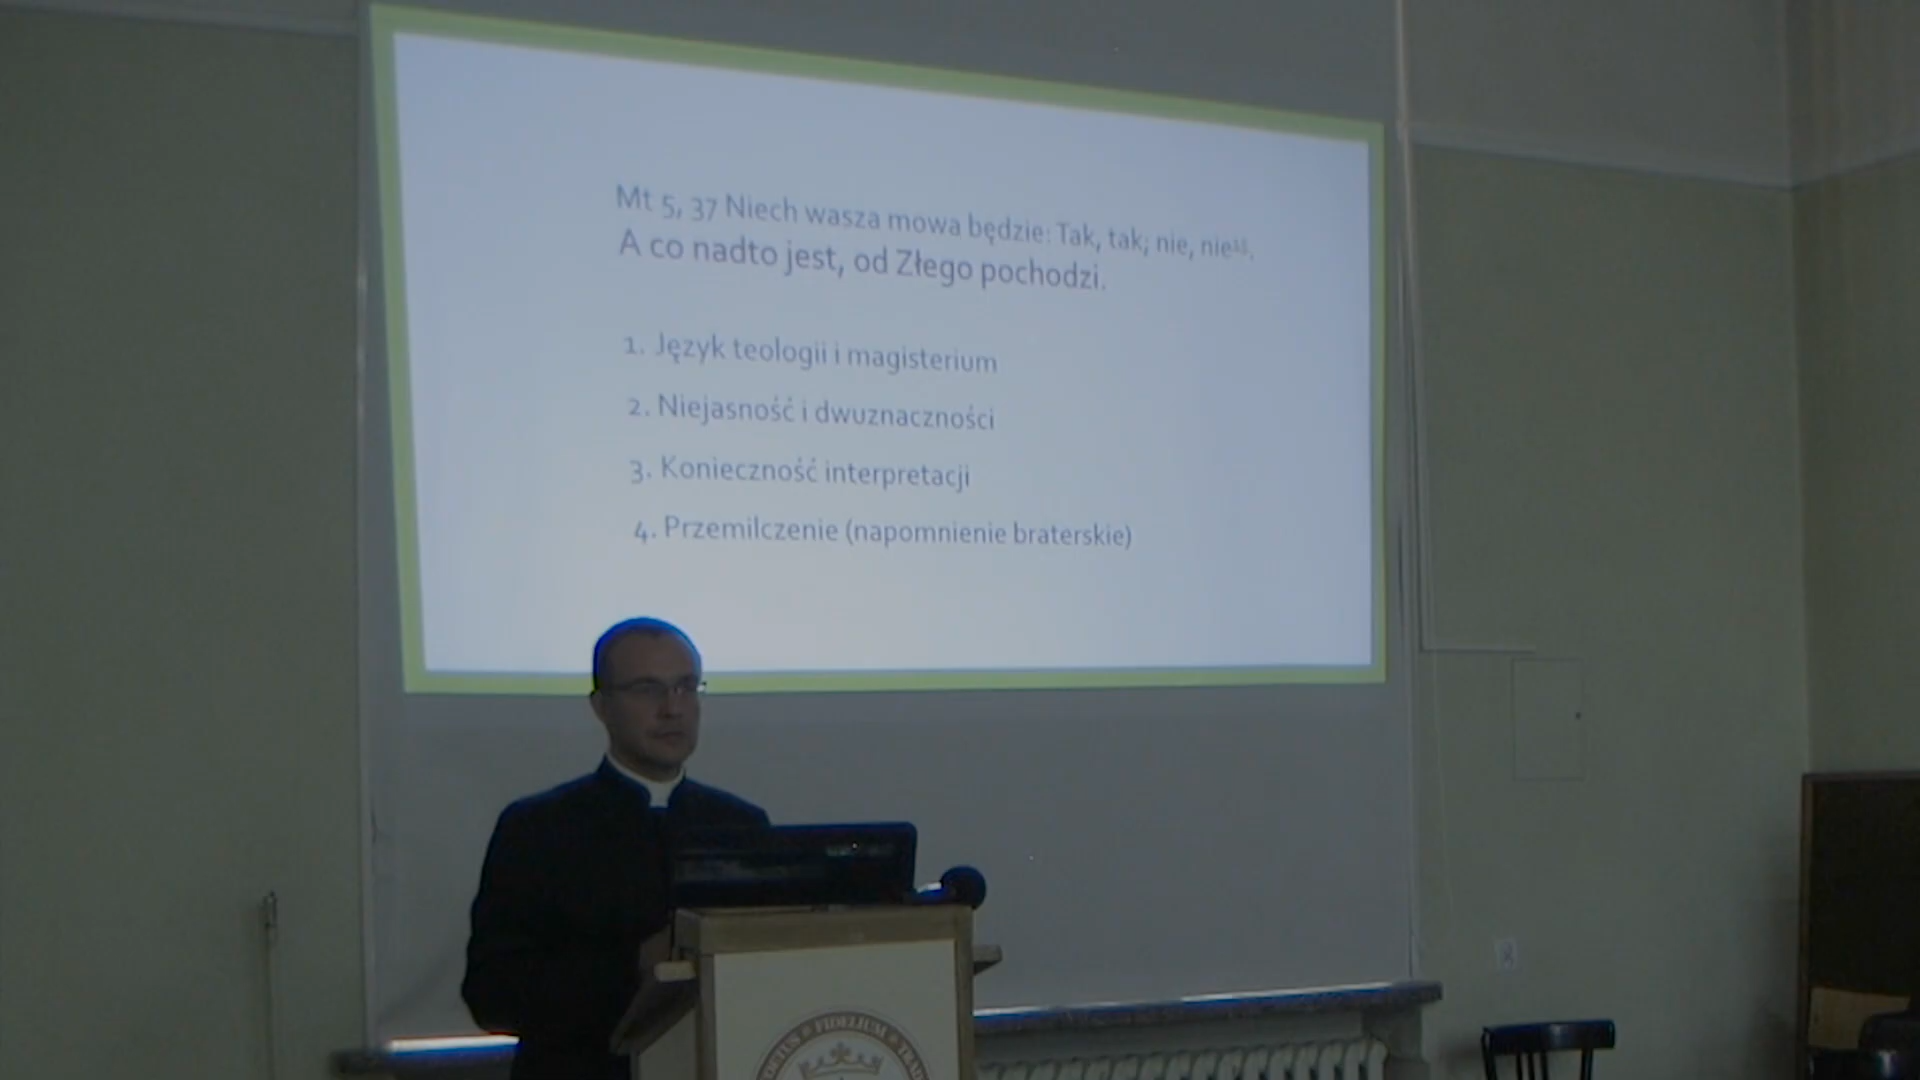 Mt 5, 37 Niech wasza mowa będzie: Tak, tak; nie, nie.
A co nadto jest, od Złego pochodzi.
1. Język teologii i magisterium
2. Niejasność i dwuznaczności
3. Konieczność interpretacji
4. Przemilczenie (napomnienie braterskie)
FIDELIUM